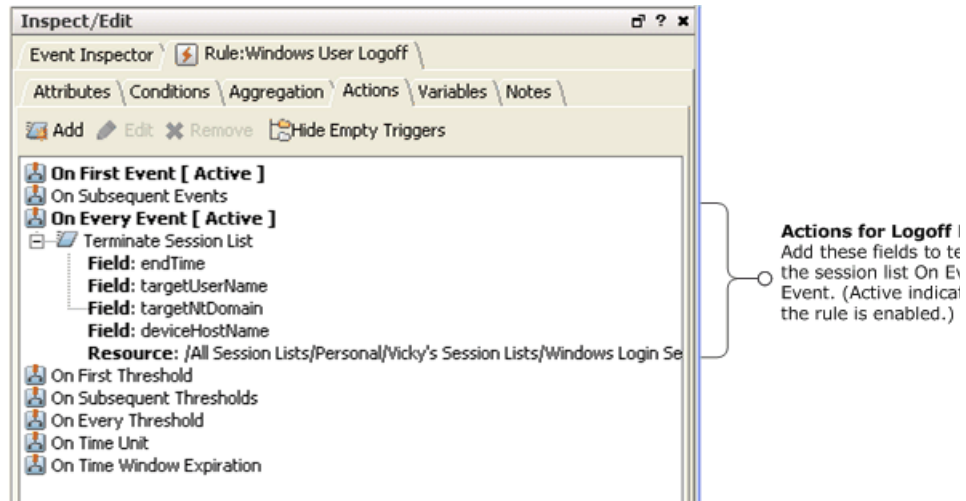 Inspect/Edit
Event Inspector Rule:Windows User Logoff
Attributes Conditions Aggregation Actions Variables Notes
Add Edit Remove Hide Empty Triggers
On First Event [ Active ]
On Subsequent Events
On Every Event [ Active ]
Terminate Session List
Field: endTime
Field: targetUserName
Field: targetNtDomain
Field: deviceHostName
Resource: /All Session Lists/Personal/Vicky's Session Lists/Windows Login Se
On First Threshold
On Subsequent Thresholds
On Every Threshold
On Time Unit
On Time Window Expiration
Actions for Logoff
Add these fields to te
the session list On Ev
Event. (Active indicat
the rule is enabled.)